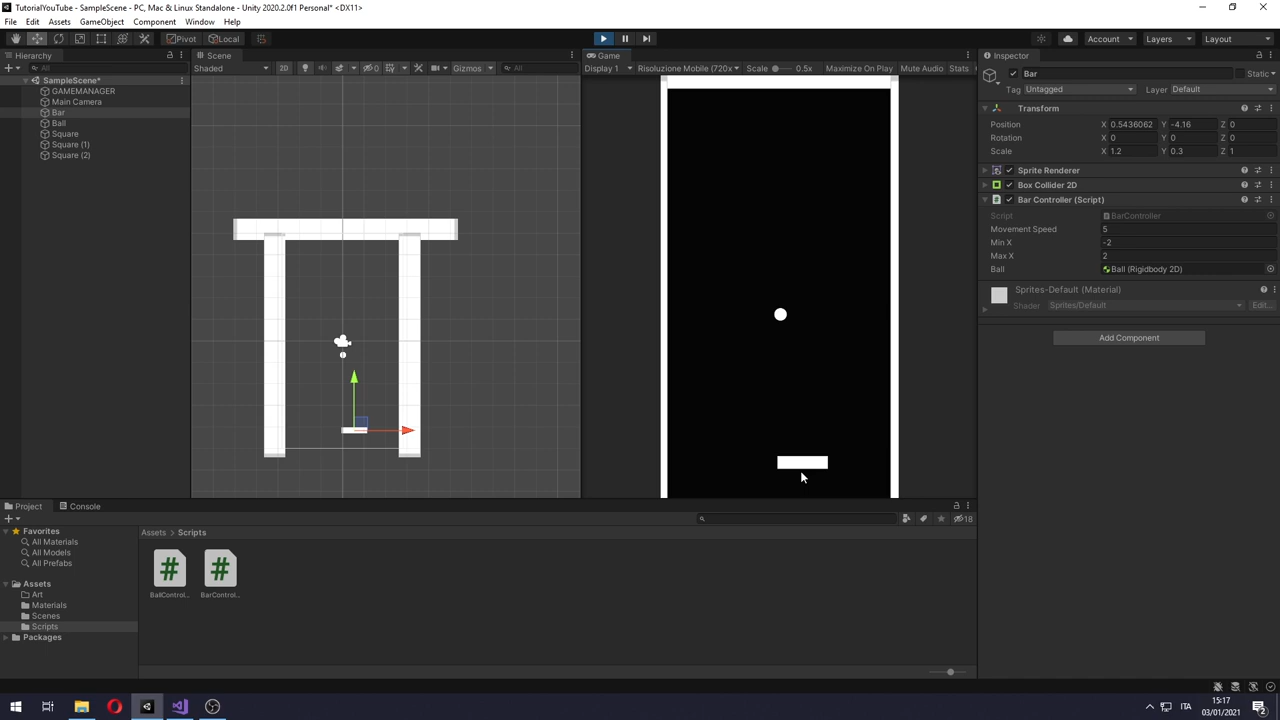 TutorialYouTube - SampleScene - PC, Mac & Linux Standalone - Unity 2020.2.0f1 Personal* <DX11>
File Edit Assets GameObject Component Window Help
Pivot Local Account Layers Layout
Hierarchy Scene Game Inspector
All Shaded 2D 0 Gizmos All Display 1 Risoluzione Mobile (720x Scale 0.5x Maximize On Play Mute Audio Stats
Bar Static
Tag Untagged Layer Default
SampleScene*
GAMEMANAGER
Main Camera
Bar
Ball
Square
Square (1)
Square (2)
Transform
Position X 0.5436062 Y -4.16 Z 0
Rotation X 0 Y 0 Z 0
Scale X 1.2 Y 0.3 Z 1
Sprite Renderer
Box Collider 2D
Bar Controller (Script)
Script BarController
Movement Speed 5
Min X -2
Max X 2
Ball Ball (Rigidbody 2D)
Sprites-Default (Material)
Shader Sprites/Default Edit...
Add Component
Project Console
18
Favorites
All Materials
All Models
All Prefabs
Assets
Art
Materials
Scenes
Scripts
Packages
Assets > Scripts
BallControl... BarControl...
ITA
15:17
03/01/2021
2